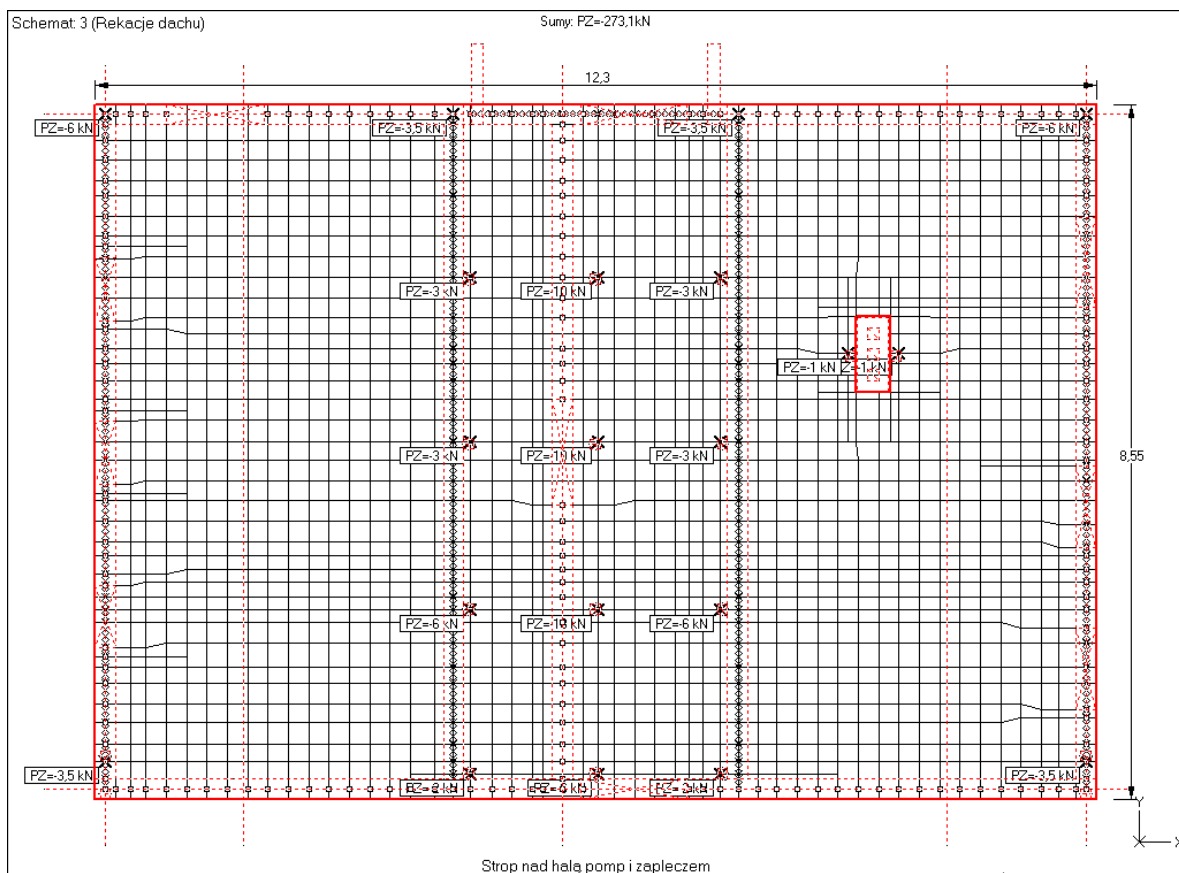 Schemat: 3 (Rekacje dachu)
Sumy: PZ=-273,1kN
12,3
PZ=-6 kN
PZ=-3,5 kN
PZ=-3,5 kN
PZ=-6 kN
PZ=-3 kN
PZ=-10 kN
PZ=-3 kN
PZ=-1 kN
PZ=-3 kN
PZ=-3 kN
8,55
PZ=-6 kN
PZ=-6 kN
PZ=-3,5 kN
PZ=-3,5 kN
Y
X
Strop nad halą pomp i zapleczem